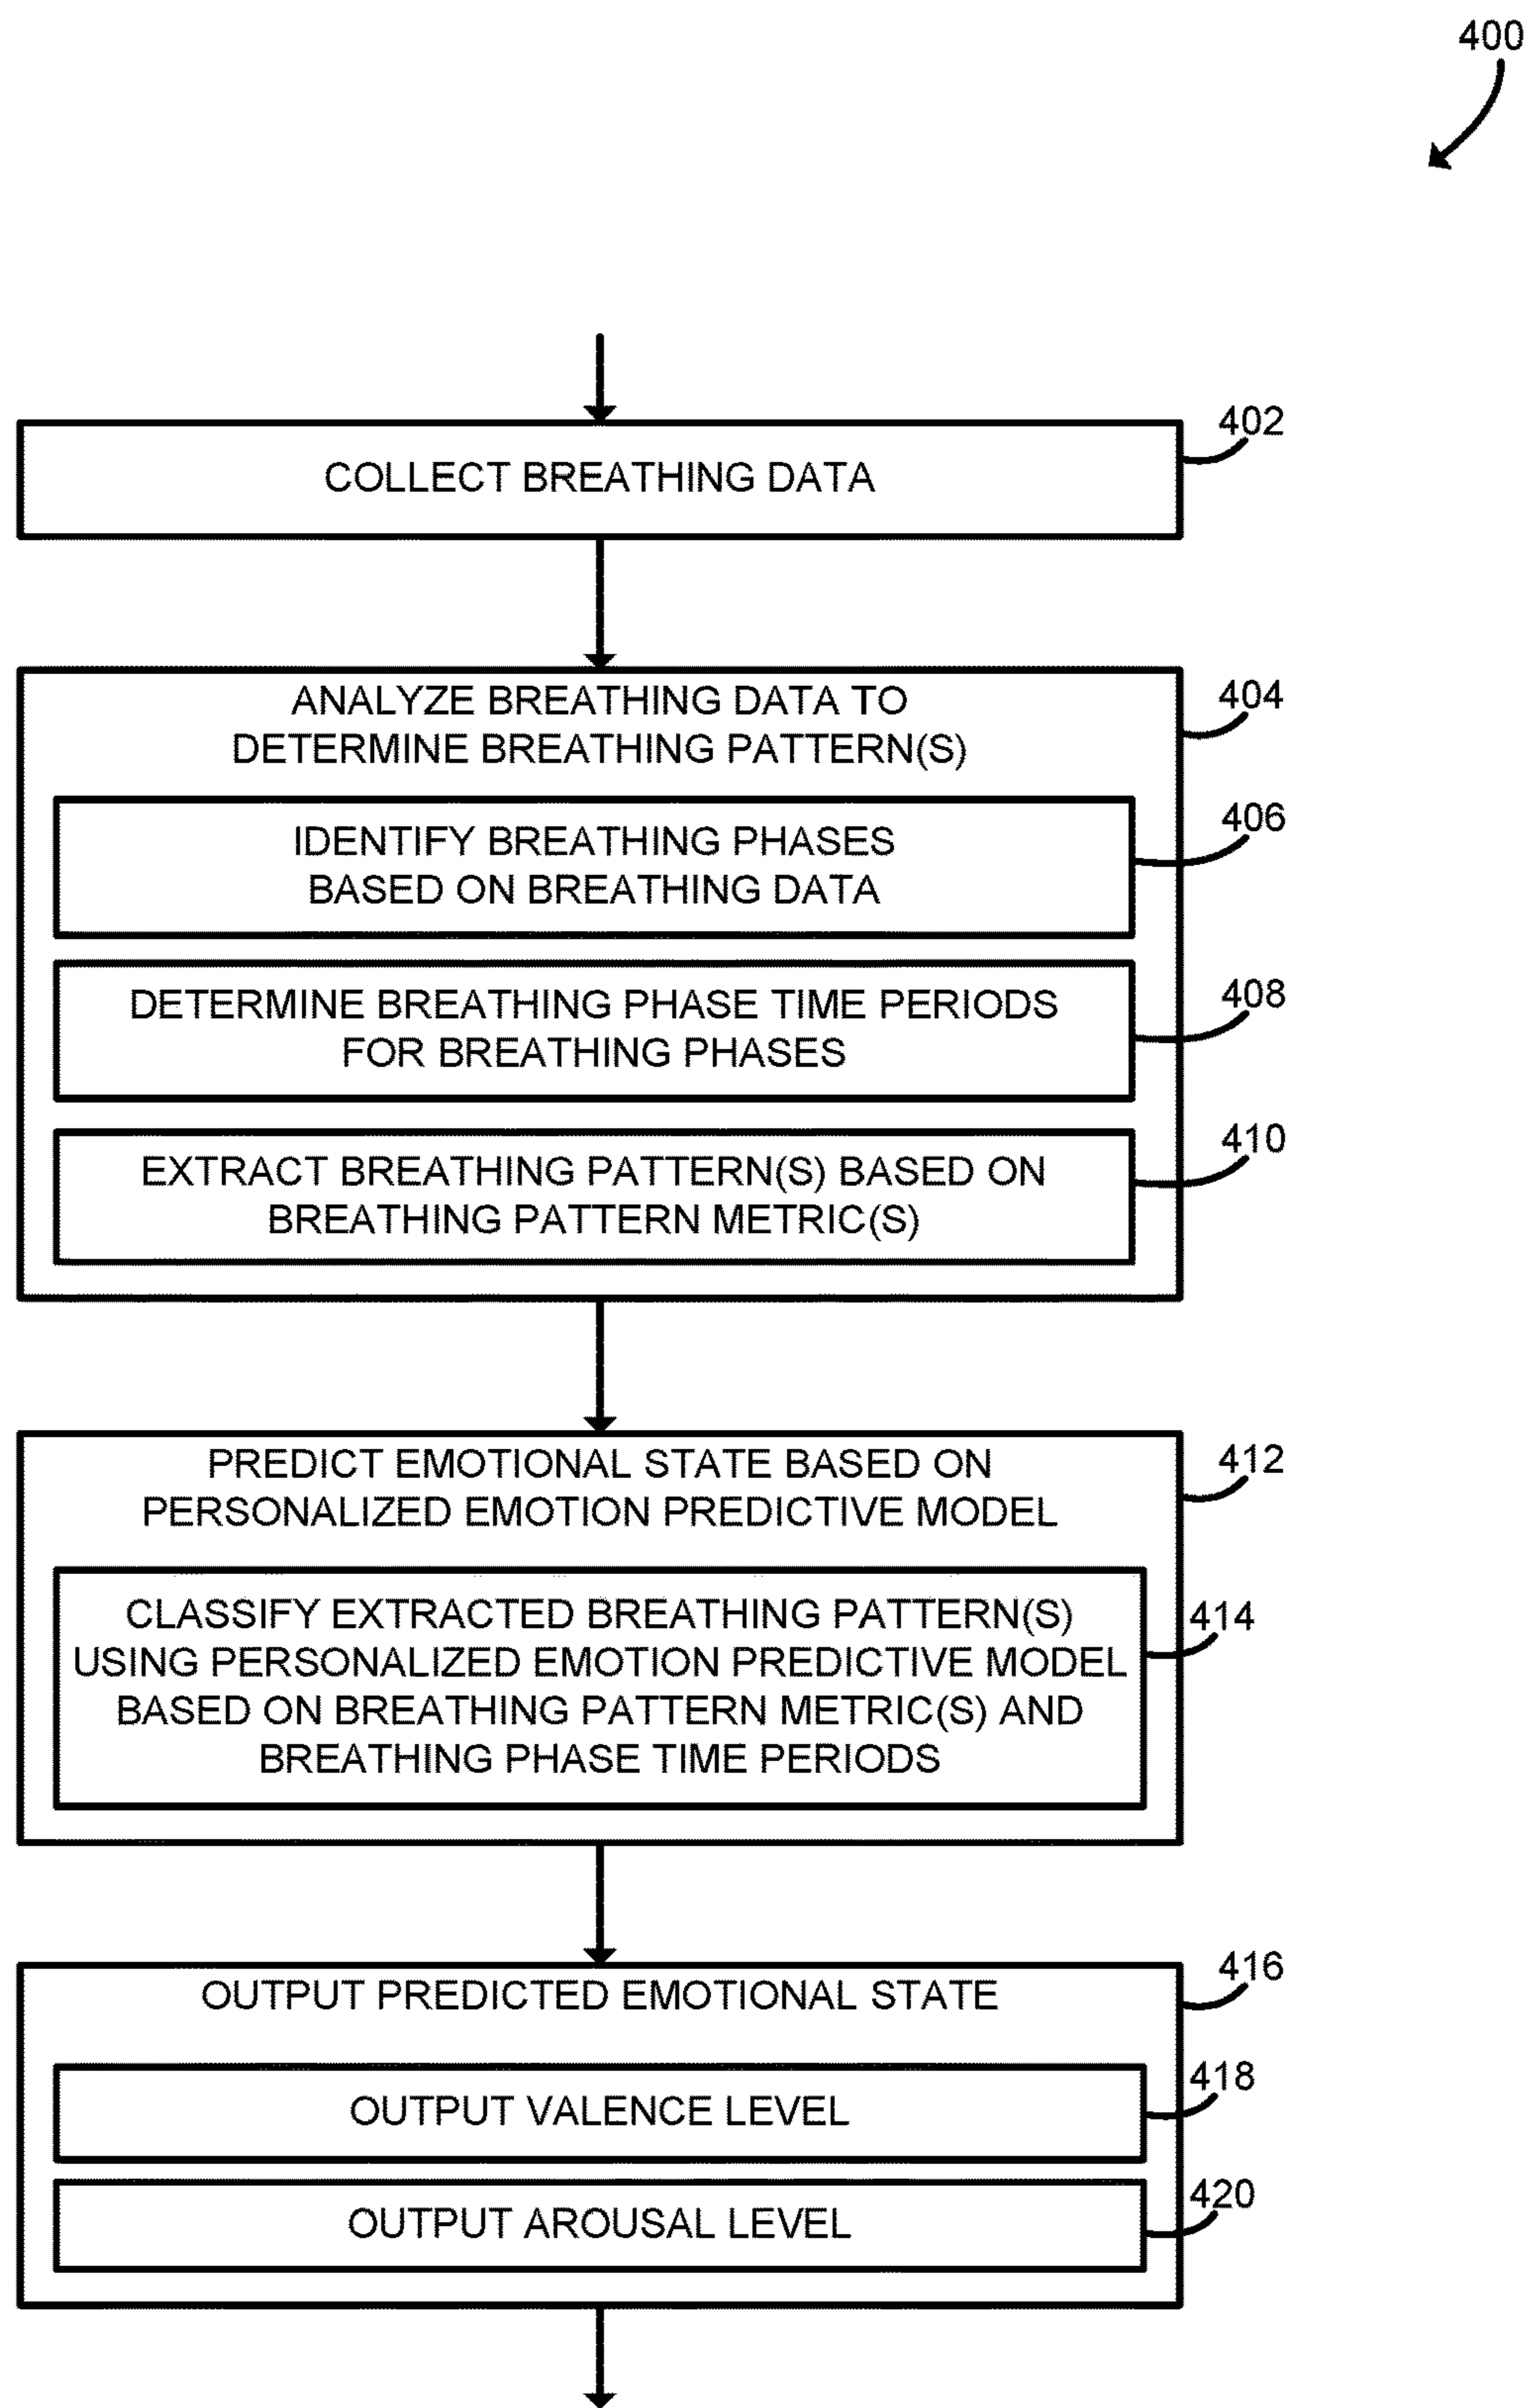 400
COLLECT BREATHING DATA
402
ANALYZE BREATHING DATA TO
DETERMINE BREATHING PATTERN(S)
404
IDENTIFY BREATHING PHASES
BASED ON BREATHING DATA
406
DETERMINE BREATHING PHASE TIME PERIODS
FOR BREATHING PHASES
408
EXTRACT BREATHING PATTERN(S) BASED ON
BREATHING PATTERN METRIC(S)
410
PREDICT EMOTIONAL STATE BASED ON
PERSONALIZED EMOTION PREDICTIVE MODEL
412
CLASSIFY EXTRACTED BREATHING PATTERN(S)
USING PERSONALIZED EMOTION PREDICTIVE MODEL
BASED ON BREATHING PATTERN METRIC(S) AND
BREATHING PHASE TIME PERIODS
414
OUTPUT PREDICTED EMOTIONAL STATE
416
OUTPUT VALENCE LEVEL
418
OUTPUT AROUSAL LEVEL
420